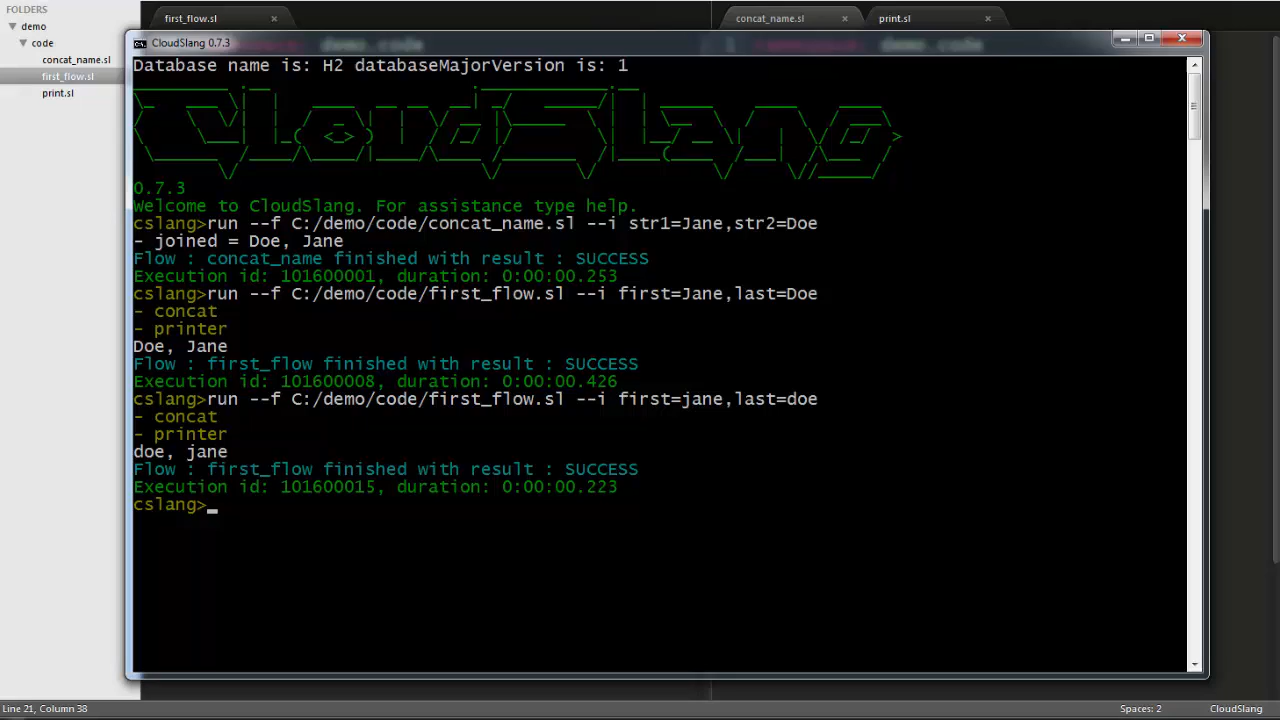 FOLDERS
demo
code
concat_name.sl
first_flow.sl
print.sl
first_flow.sl
concat_name.sl
print.sl
CloudSlang 0.7.3
demo.code
Database name is: H2 databaseMajorVersion is: 1
CloudSlang
0.7.3
Welcome to CloudSlang. For assistance type help.
cslang>run --f C:/demo/code/concat_name.sl --i str1=Jane,str2=Doe
- joined = Doe, Jane
Flow : concat_name finished with result : SUCCESS
Execution id: 101600001, duration: 0:00:00.253
cslang>run --f C:/demo/code/first_flow.sl --i first=Jane,last=Doe
- concat
- printer
Doe, Jane
Flow : first_flow finished with result : SUCCESS
Execution id: 101600008, duration: 0:00:00.426
cslang>run --f C:/demo/code/first_flow.sl --i first=jane,last=doe
- concat
- printer
doe, jane
Flow : first_flow finished with result : SUCCESS
Execution id: 101600015, duration: 0:00:00.223
cslang>_
Line 21, Column 38
Spaces: 2
CloudSlang